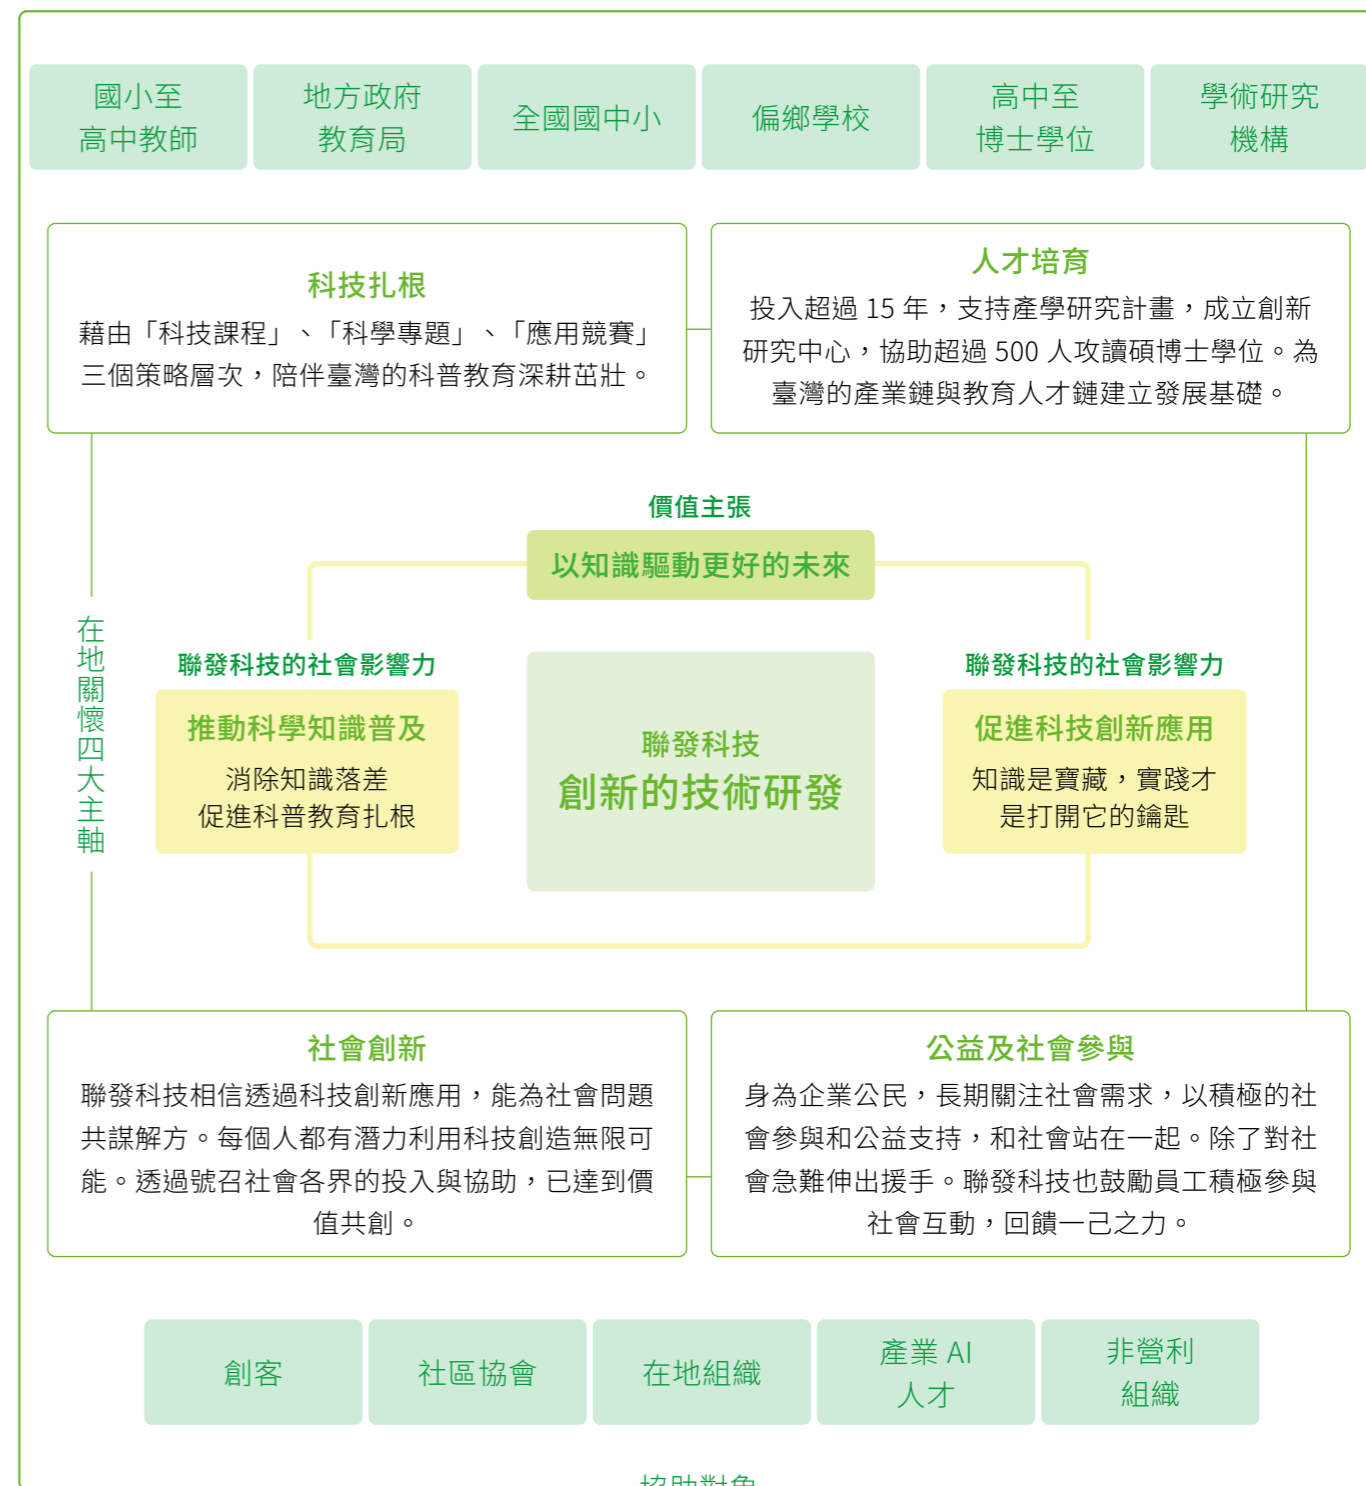 國小至
高中教師
地方政府
教育局
全國國中小
偏鄉學校
高中至
博士學位
學術研究
機構
科技扎根
藉由「科技課程」、「科學專題」、「應用競賽」
三個策略層次，陪伴臺灣的科普教育深耕茁壯。
人才培育
投入超過 15 年，支持產學研究計畫，成立創新
研究中心，協助超過 500 人攻讀碩博士學位。為
臺灣的產業鏈與教育人才鏈建立發展基礎。
價值主張
以知識驅動更好的未來
在地關懷四大主軸
聯發科技的社會影響力
推動科學知識普及
消除知識落差
促進科普教育扎根
聯發科技
創新的技術研發
聯發科技的社會影響力
促進科技創新應用
知識是寶藏，實踐才
是打開它的鑰匙
社會創新
聯發科技相信透過科技創新應用，能為社會問題
共謀解方。每個人都有潛力利用科技創造無限可
能。透過號召社會各界的投入與協助，已達到價
值共創。
公益及社會參與
身為企業公民，長期關注社會需求，以積極的社
會參與和公益支持，和社會站在一起。除了對社
會急難伸出援手。聯發科技也鼓勵員工積極參與
社會互動，回饋一己之力。
創客
社區協會
在地組織
產業 AI
人才
非營利
組織
協助對象